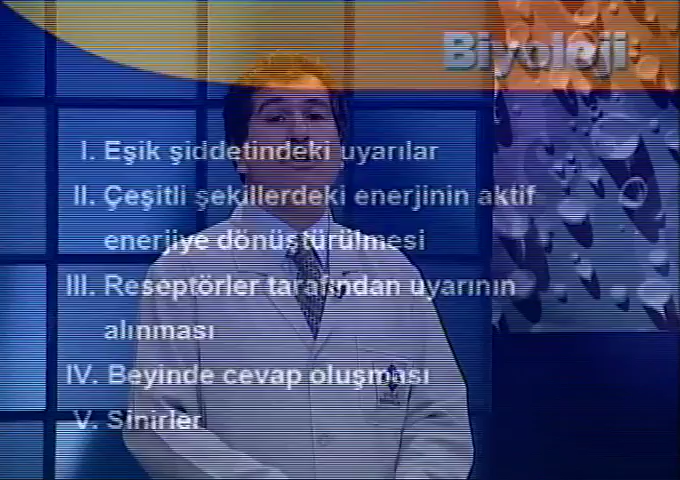 Biyoloji
I. Eşik şiddetindeki uyarılar
II. Çeşitli şekillerdeki enerjinin aktif
enerjiye dönüştürülmesi
III. Reseptörler tarafından uyarının
alınması
IV. Beyinde cevap oluşması
V. Sinirler